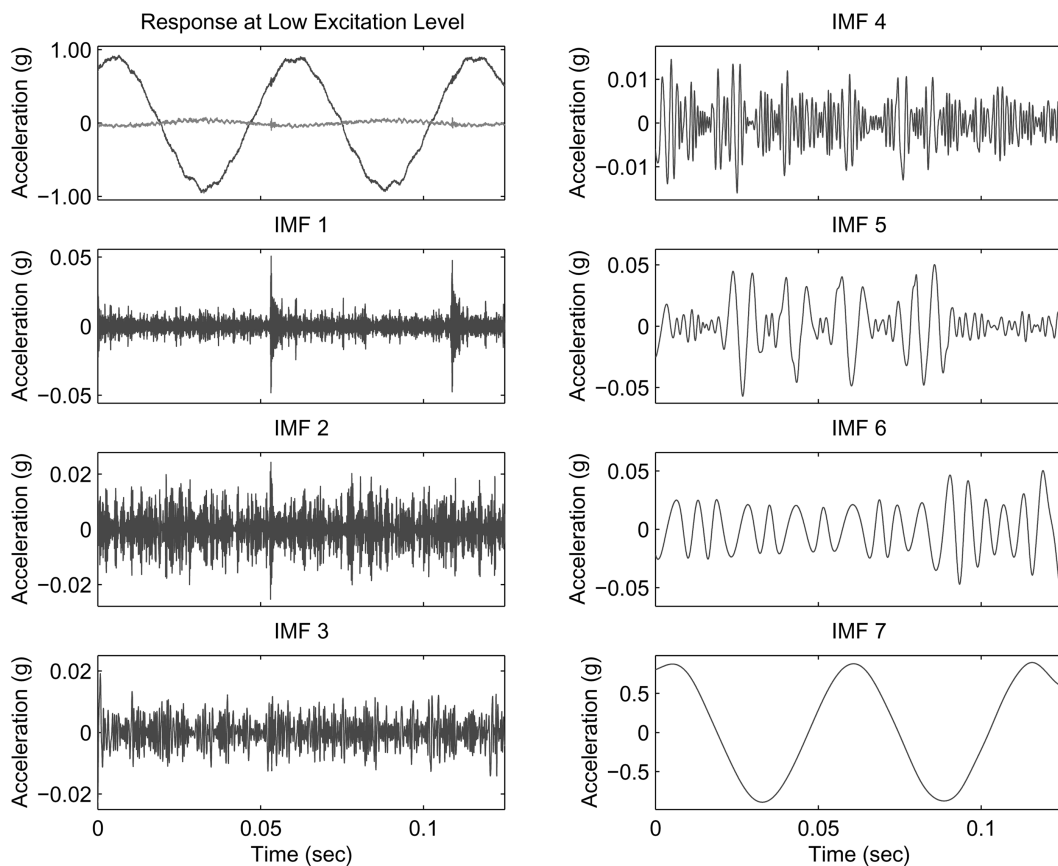 Response at Low Excitation Level
Acceleration (g)
1.00
0
−1.00
IMF 1
Acceleration (g)
0.05
0
−0.05
IMF 2
Acceleration (g)
0.02
0
−0.02
IMF 3
Acceleration (g)
0.02
0
−0.02
0 0.05 0.1
Time (sec)
IMF 4
Acceleration (g)
0.01
0
−0.01
IMF 5
Acceleration (g)
0.05
0
−0.05
IMF 6
Acceleration (g)
0.05
0
−0.05
IMF 7
Acceleration (g)
0.5
0
−0.5
0 0.05 0.1
Time (sec)